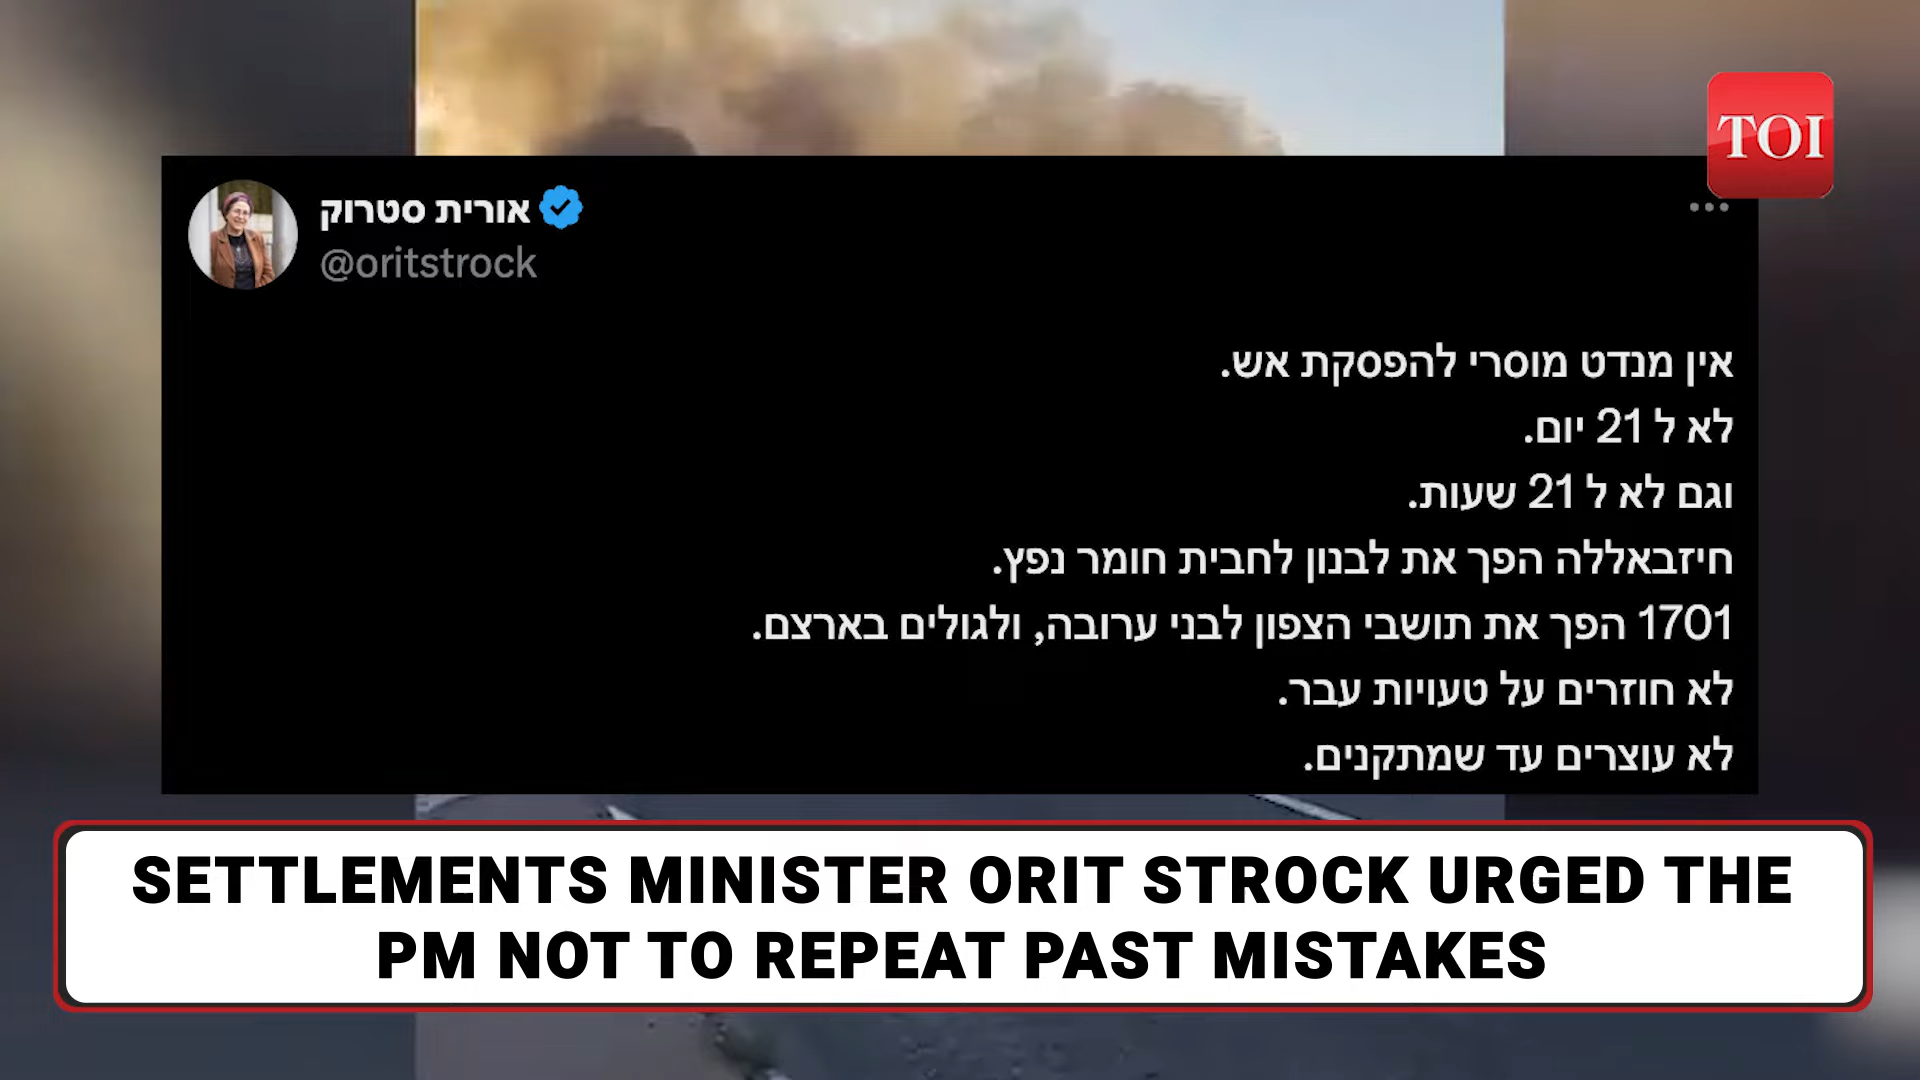 TOI
אורית סטרוק
@oritstrock
אין מנדט מוסרי להפסקת אש.
לא ל 21 יום.
וגם לא ל 21 שעות.
חיזבאללה הפך את לבנון לחבית חומר נפץ.
1701 הפך את תושבי הצפון לבני ערובה, ולגולים בארצם.
לא חוזרים על טעויות עבר.
לא עוצרים עד שמתקנים.
SETTLEMENTS MINISTER ORIT STROCK URGED THE
PM NOT TO REPEAT PAST MISTAKES